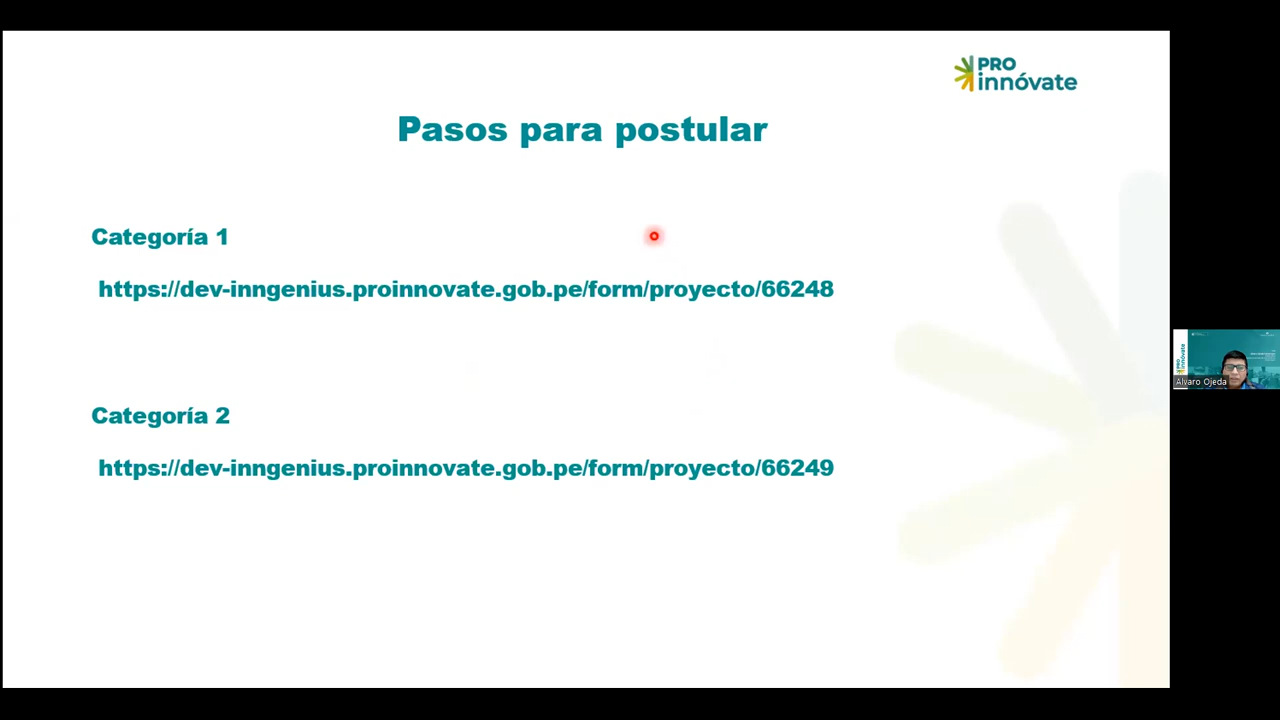 PRO
innóvate
Pasos para postular
Categoría 1
https://dev-inngenius.proinnovate.gob.pe/form/proyecto/66248
Categoría 2
https://dev-inngenius.proinnovate.gob.pe/form/proyecto/66249
Alvaro Ojeda